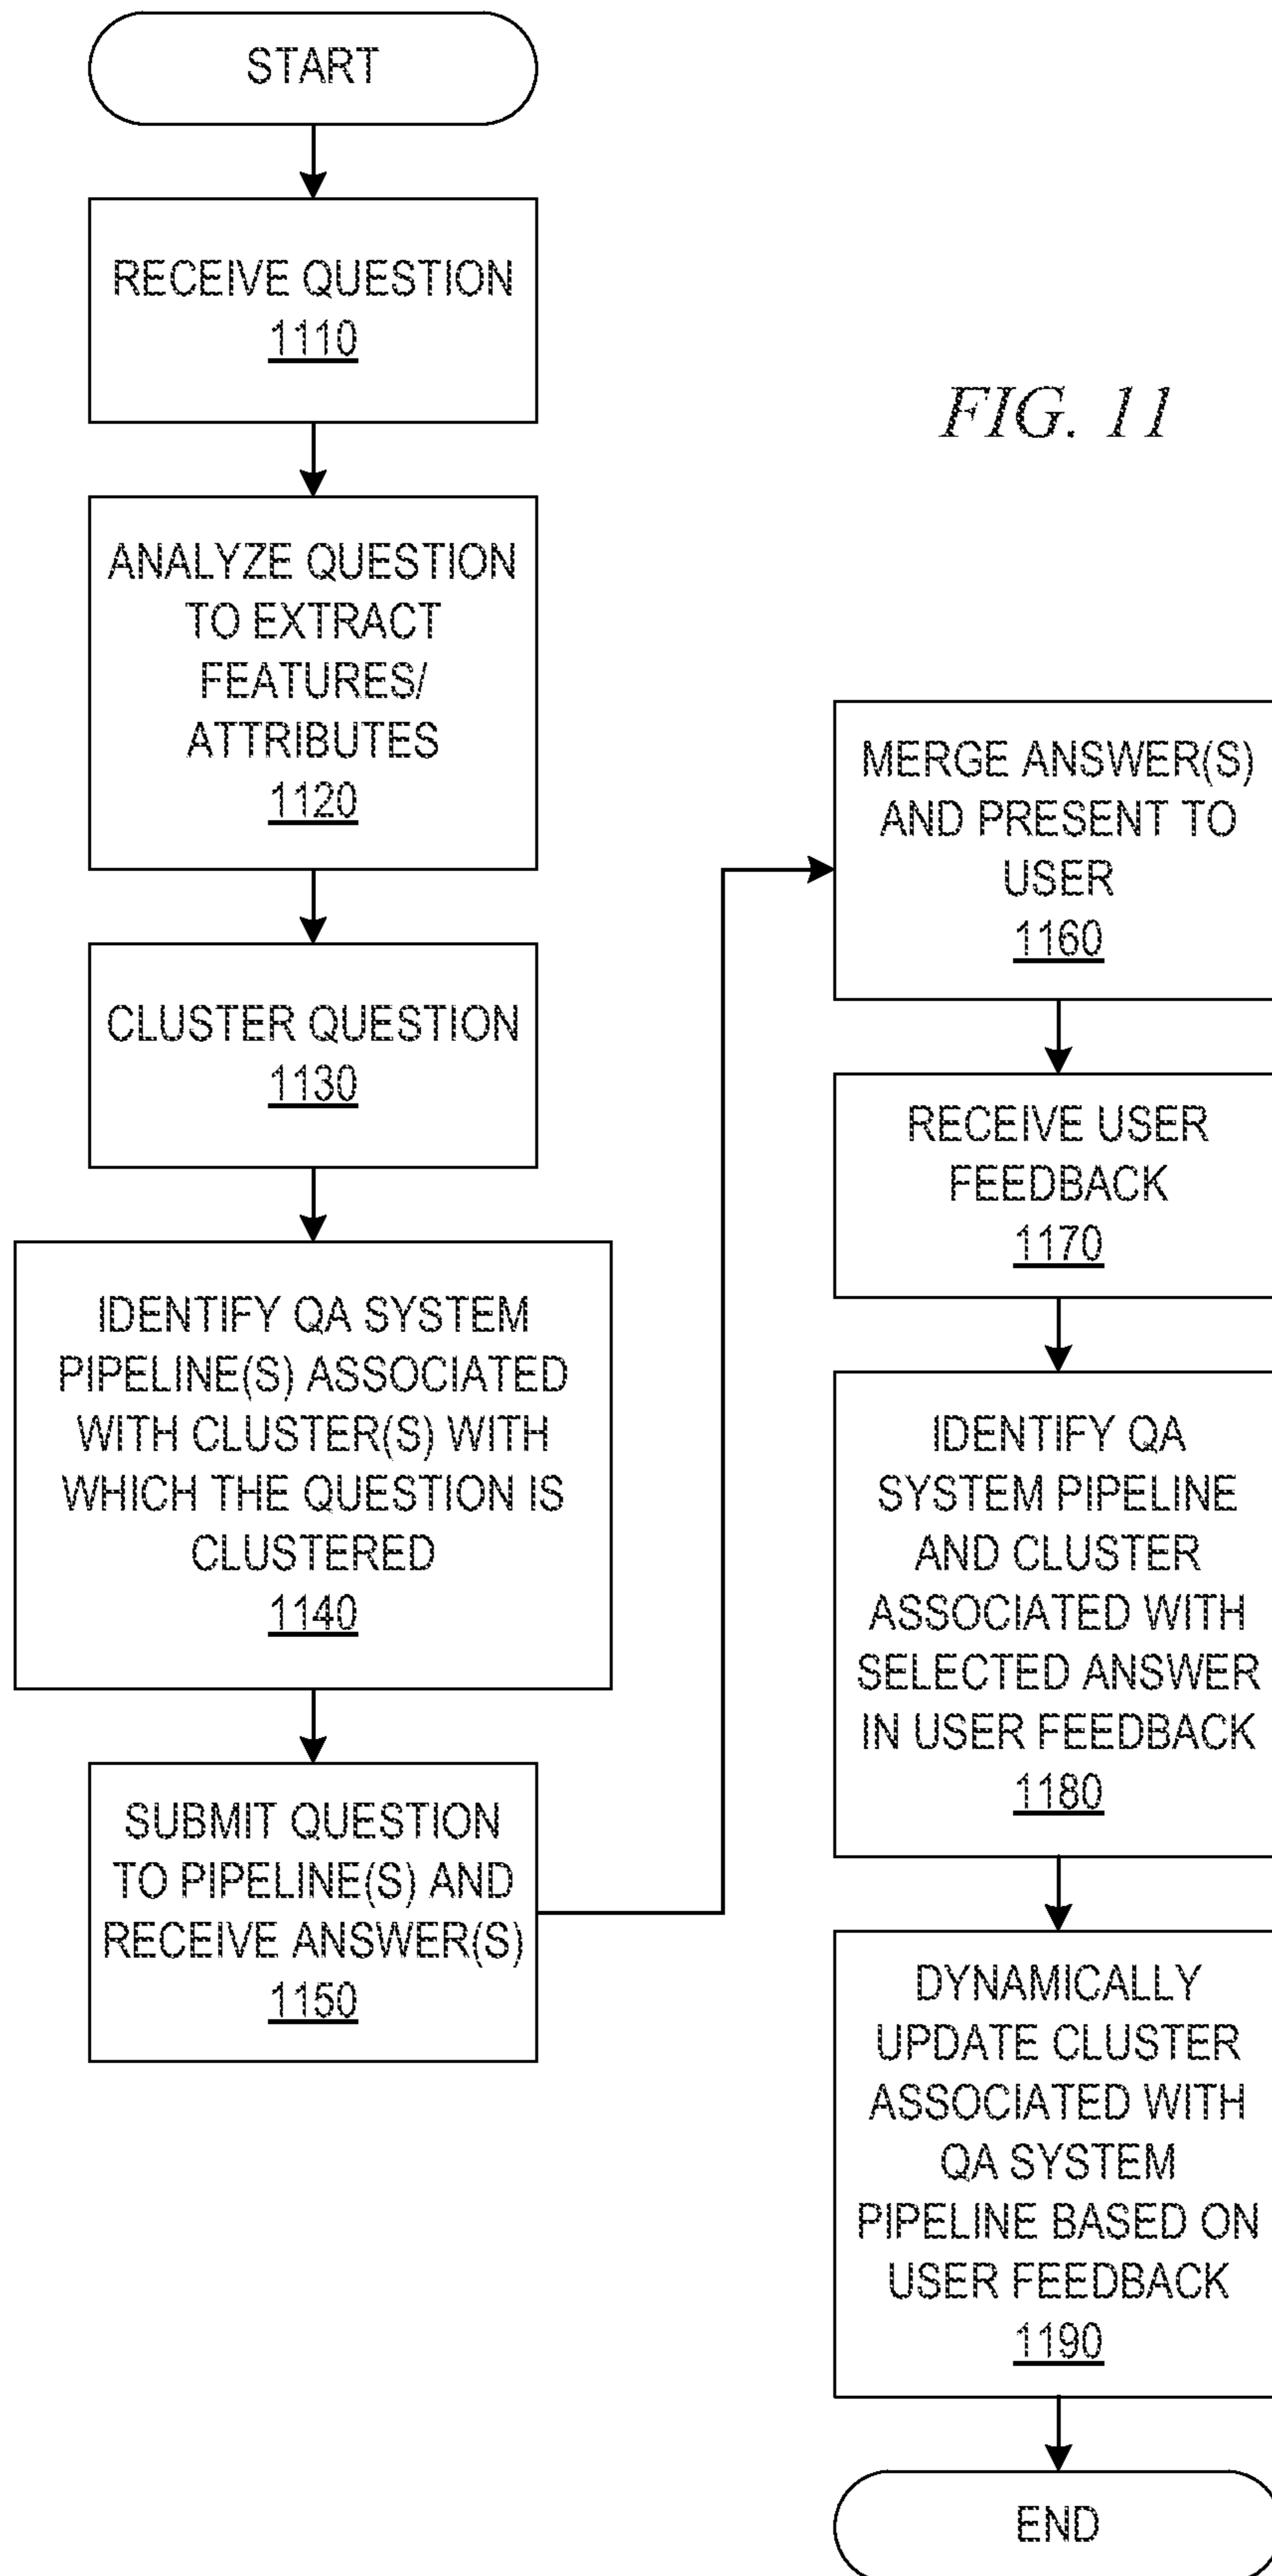 START
RECEIVE QUESTION
1110
ANALYZE QUESTION
TO EXTRACT
FEATURES/
ATTRIBUTES
1120
CLUSTER QUESTION
1130
IDENTIFY QA SYSTEM
PIPELINE(S) ASSOCIATED
WITH CLUSTER(S) WITH
WHICH THE QUESTION IS
CLUSTERED
1140
SUBMIT QUESTION
TO PIPELINE(S) AND
RECEIVE ANSWER(S)
1150
FIG. 11
MERGE ANSWER(S)
AND PRESENT TO
USER
1160
RECEIVE USER
FEEDBACK
1170
IDENTIFY QA
SYSTEM PIPELINE
AND CLUSTER
ASSOCIATED WITH
SELECTED ANSWER
IN USER FEEDBACK
1180
DYNAMICALLY
UPDATE CLUSTER
ASSOCIATED WITH
QA SYSTEM
PIPELINE BASED ON
USER FEEDBACK
1190
END